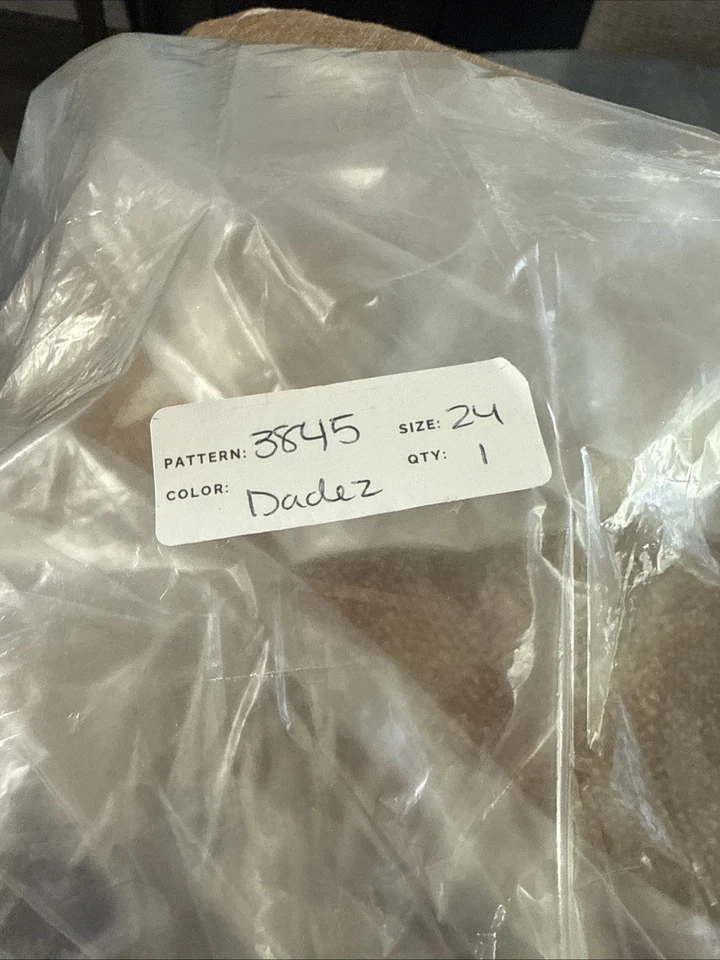 PATTERN: 3845 SIZE: 24
COLOR: Dadez QTY: 1